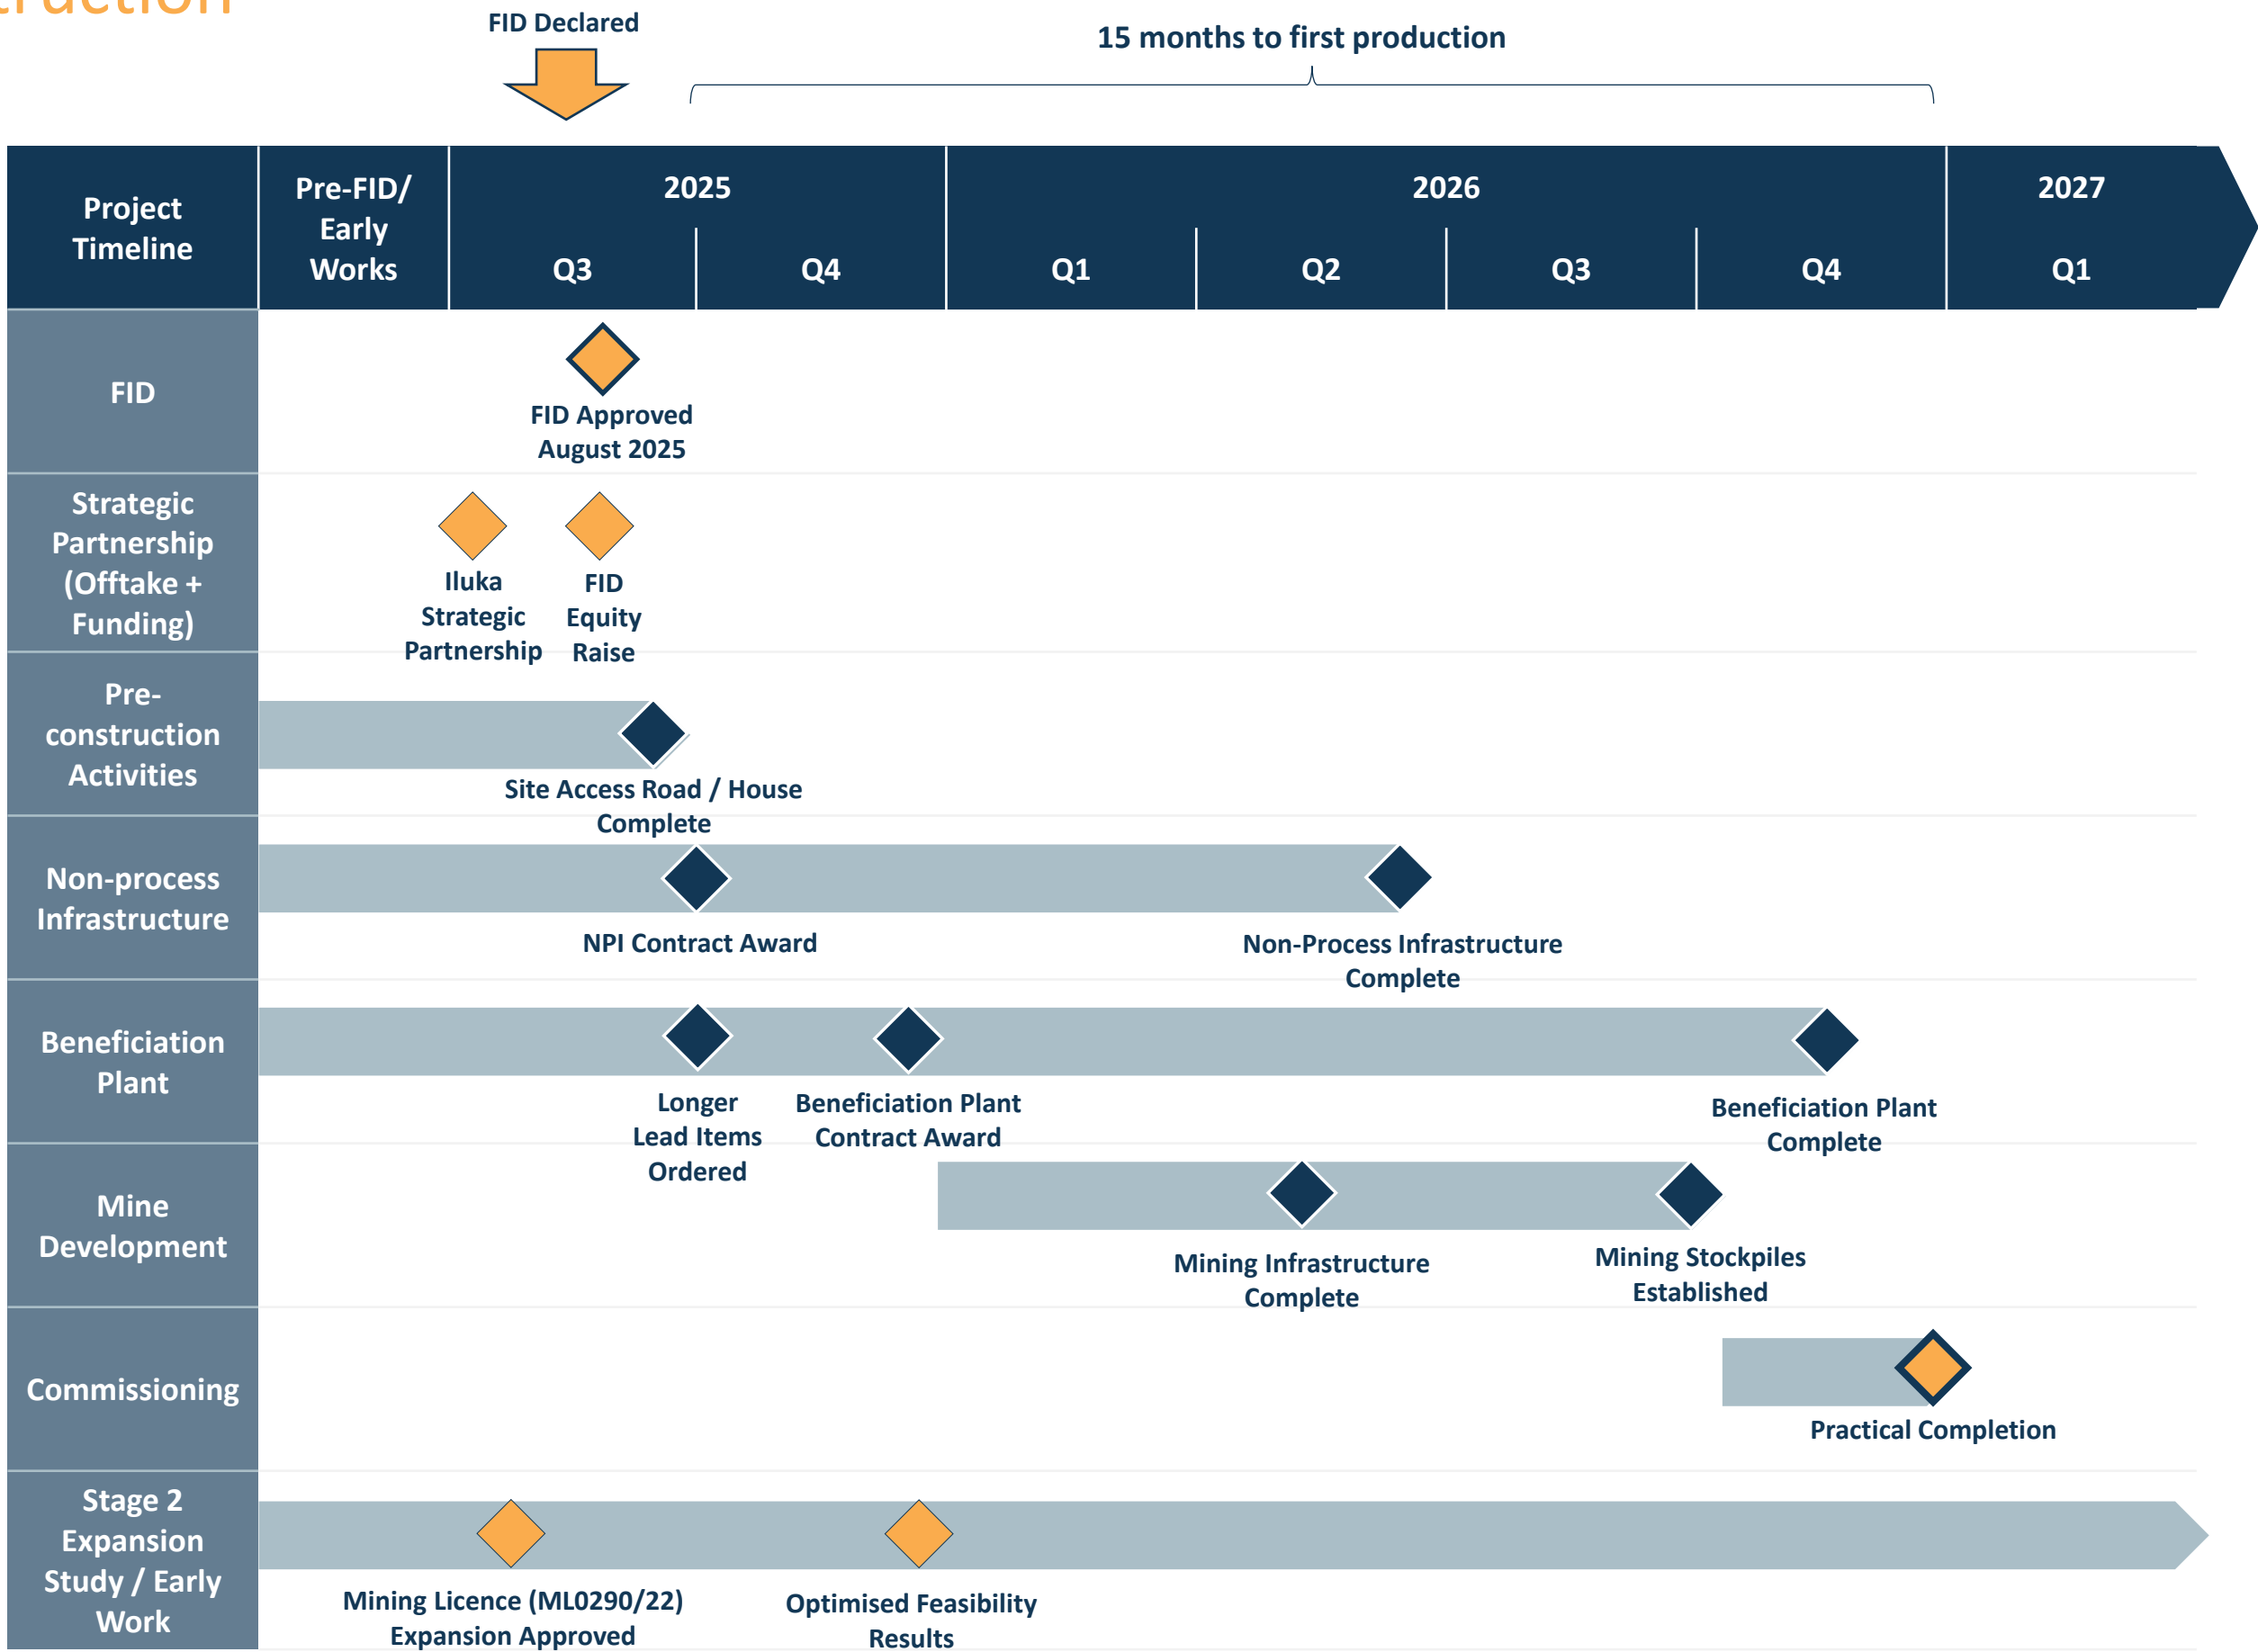 FID Declared
15 months to first production
Project
Timeline
Pre-FID/
Early
Works
2025
2026
2027
Q3
Q4
Q1
Q2
Q3
Q4
Q1
FID
FID Approved
August 2025
Strategic
Partnership
(Offtake +
Funding)
Iluka
Strategic
Partnership
FID
Equity
Raise
Pre-
construction
Activities
Site Access Road / House
Complete
Non-process
Infrastructure
NPI Contract Award
Non-Process Infrastructure
Complete
Beneficiation
Plant
Longer
Lead Items
Ordered
Beneficiation Plant
Contract Award
Beneficiation Plant
Complete
Mine
Development
Mining Infrastructure
Complete
Mining Stockpiles
Established
Commissioning
Practical Completion
Stage 2
Expansion
Study / Early
Work
Mining Licence (ML0290/22)
Expansion Approved
Optimised Feasibility
Results